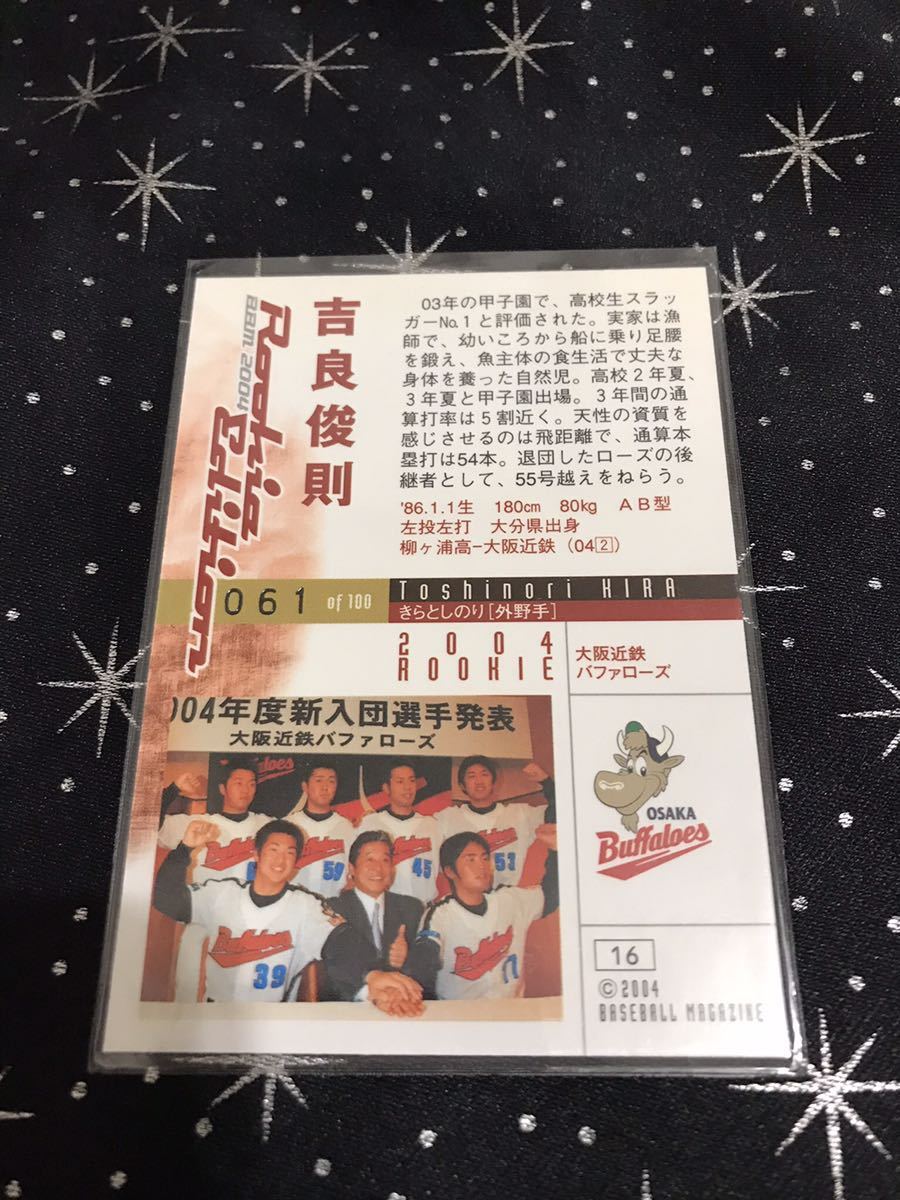 BBM 2004
Rookie Edition
吉良俊則
03年の甲子園で、高校生スラッ
ガーNo.1と評価された。実家は漁
師で、幼いころから船に乗り足腰
を鍛え、魚主体の食生活で丈夫な
身体を養った自然児。高校2年夏、
3年夏と甲子園出場。3年間の通
算打率は5割近く。天性の資質を
感じさせるのは飛距離で、通算本
塁打は54本。退団したローズの後
継者として、55号越えをねらう。
'86.1.1生 180㎝ 80kg AB型
左投左打 大分県出身
柳ヶ浦高−大阪近鉄（04②）
061 of 100
Toshinori KIRA
きらとしのり[外野手]
2004
ROOKIE
大阪近鉄
バファローズ
004年度新入団選手発表
大阪近鉄バファローズ
Buffaloes
59
45
53
Buffaloes
39
Buffaloes
OSAKA
Buffaloes
16
©2004
BASEBALL MAGAZINE